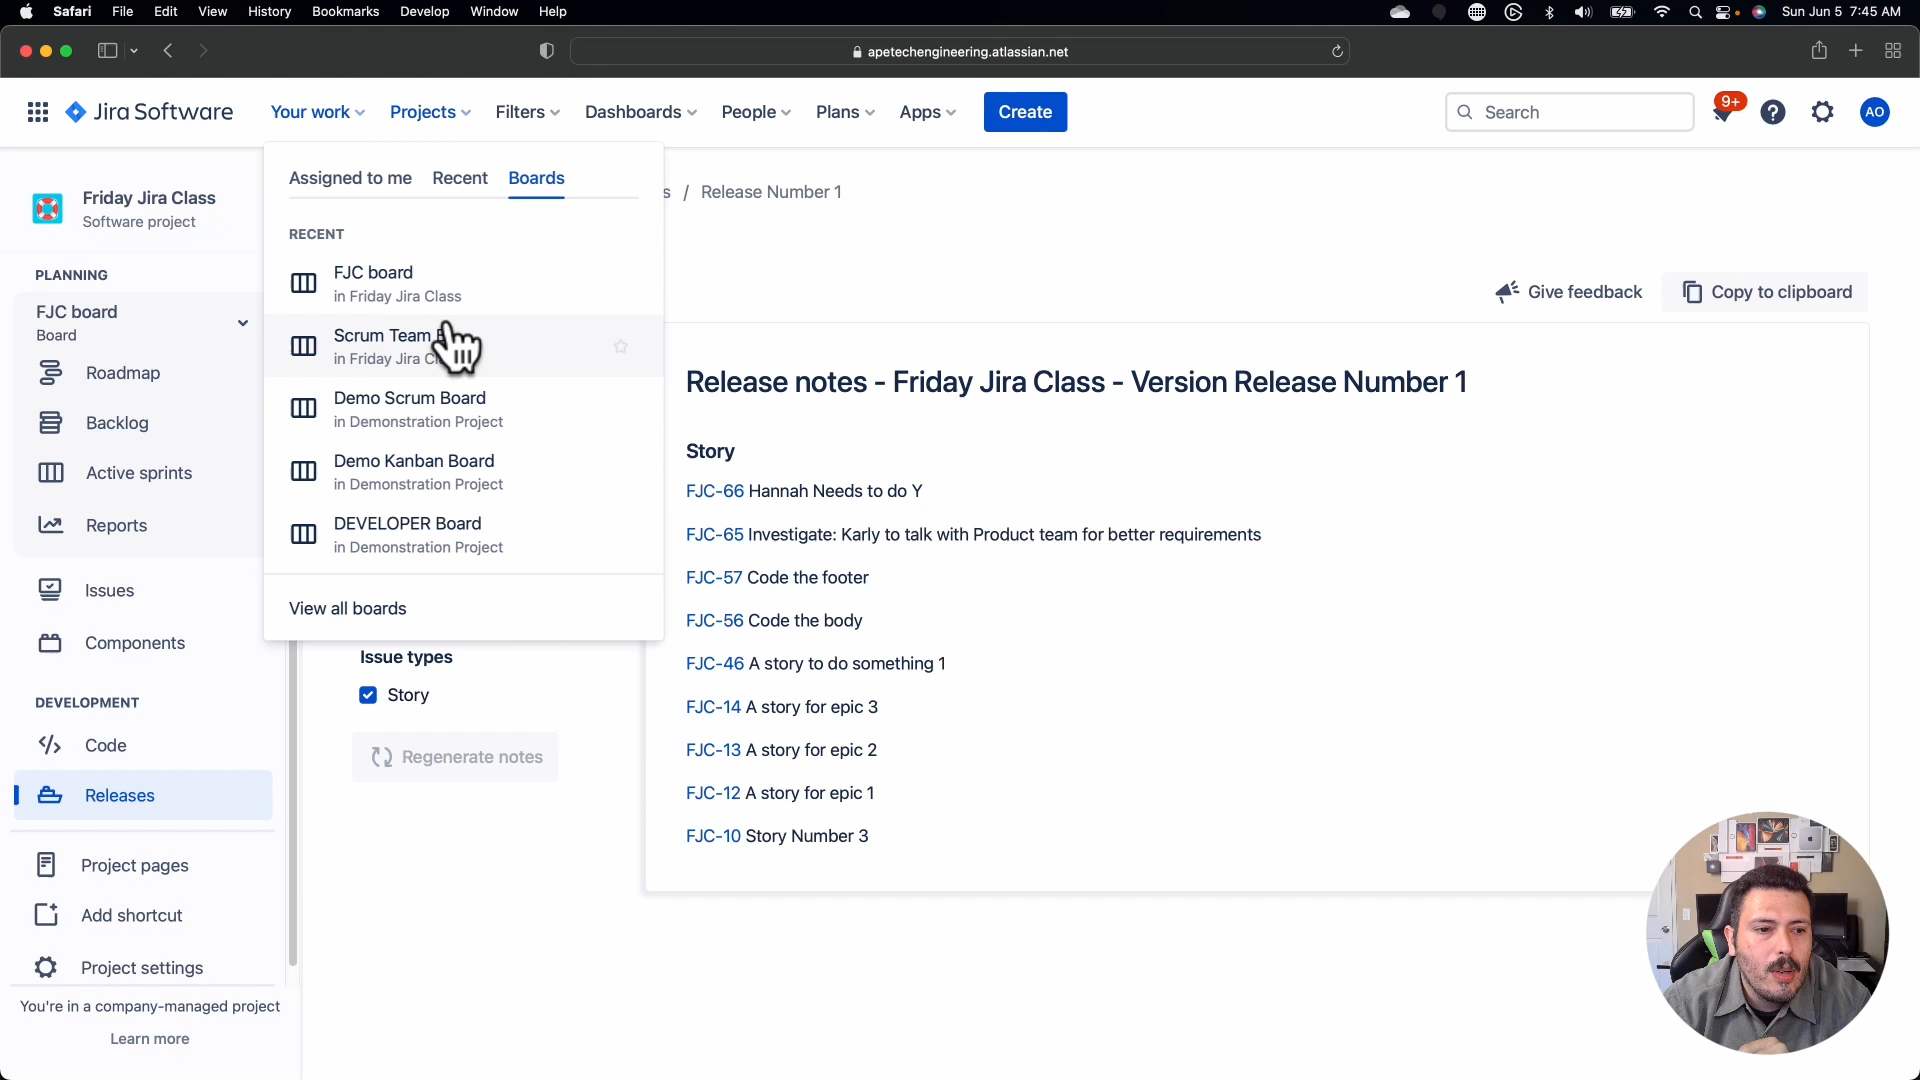 Safari File Edit View History Bookmarks Develop Window Help
Sun Jun 5 7:45 AM
apetechengineering.atlassian.net
Jira Software Your work Projects Filters Dashboards People Plans Apps Create
Search
9+
AO
Friday Jira Class
Software project
PLANNING
FJC board
Board
Roadmap
Backlog
Active sprints
Reports
Issues
Components
DEVELOPMENT
Code
Releases
Project pages
Add shortcut
Project settings
You're in a company-managed project
Learn more
Assigned to me Recent Boards
RECENT
FJC board
in Friday Jira Class
Scrum Team
in Friday Jira
Demo Scrum Board
in Demonstration Project
Demo Kanban Board
in Demonstration Project
DEVELOPER Board
in Demonstration Project
View all boards
Issue types
Story
Regenerate notes
s / Release Number 1
Give feedback
Copy to clipboard
Release notes - Friday Jira Class - Version Release Number 1
Story
FJC-66 Hannah Needs to do Y
FJC-65 Investigate: Karly to talk with Product team for better requirements
FJC-57 Code the footer
FJC-56 Code the body
FJC-46 A story to do something 1
FJC-14 A story for epic 3
FJC-13 A story for epic 2
FJC-12 A story for epic 1
FJC-10 Story Number 3